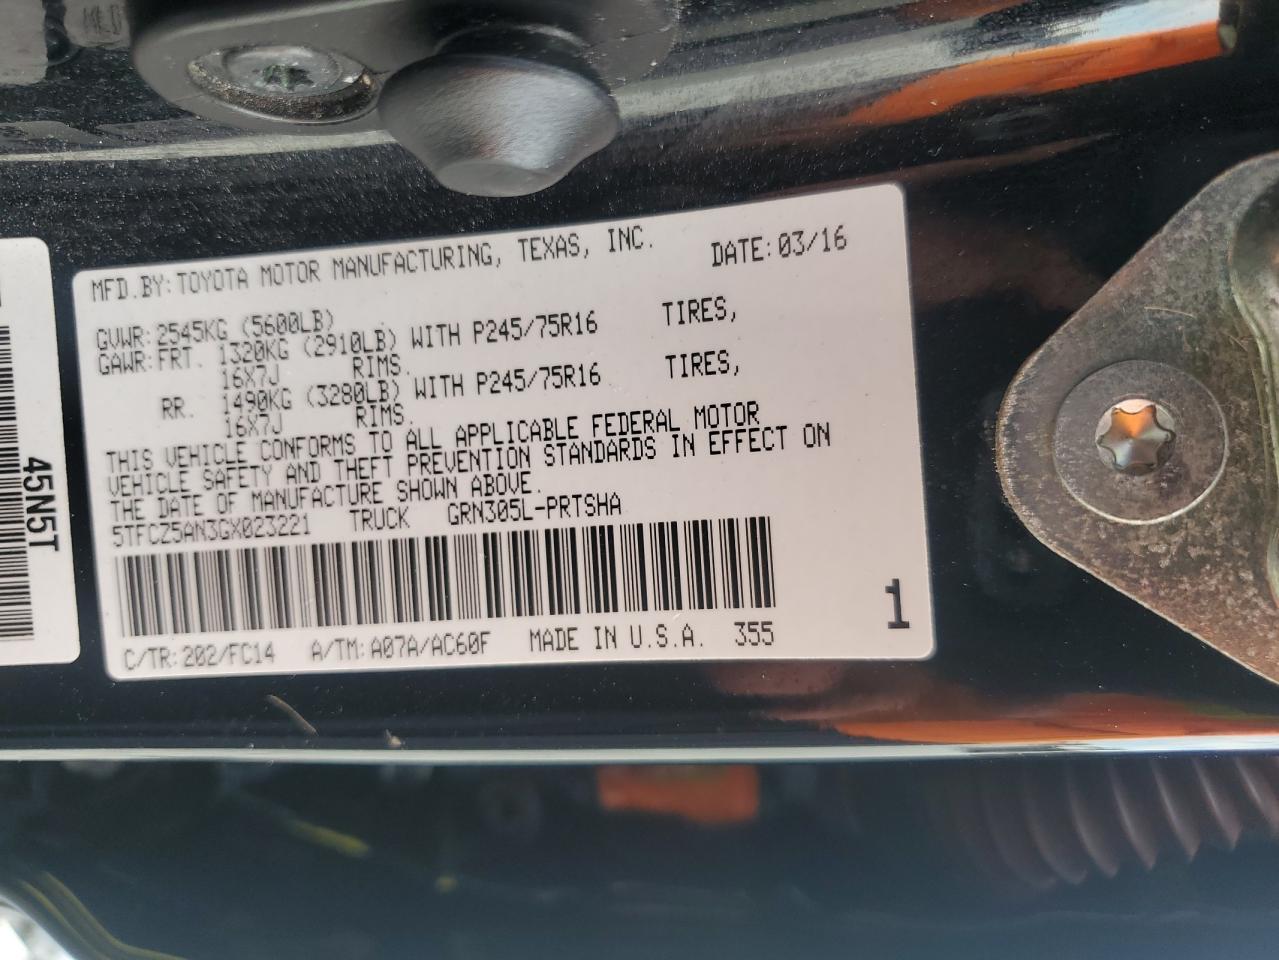 MFD.BY:TOYOTA MOTOR MANUFACTURING, TEXAS, INC. DATE:03/16
GVWR:2545KG (5600LB)
GAWR:FRT. 1320KG (2910LB) WITH P245/75R16 TIRES,
16X7J RIMS.
RR. 1490KG (3280LB) WITH P245/75R16 TIRES,
16X7J RIMS.
THIS VEHICLE CONFORMS TO ALL APPLICABLE FEDERAL MOTOR
VEHICLE SAFETY AND THEFT PREVENTION STANDARDS IN EFFECT ON
THE DATE OF MANUFACTURE SHOWN ABOVE.
5TFCZ5AN3GX023221 TRUCK GRN305L-PRTSHA
C/TR:202/FC14 A/TM:A07A/AC60F MADE IN U.S.A. 355
1
45N5T